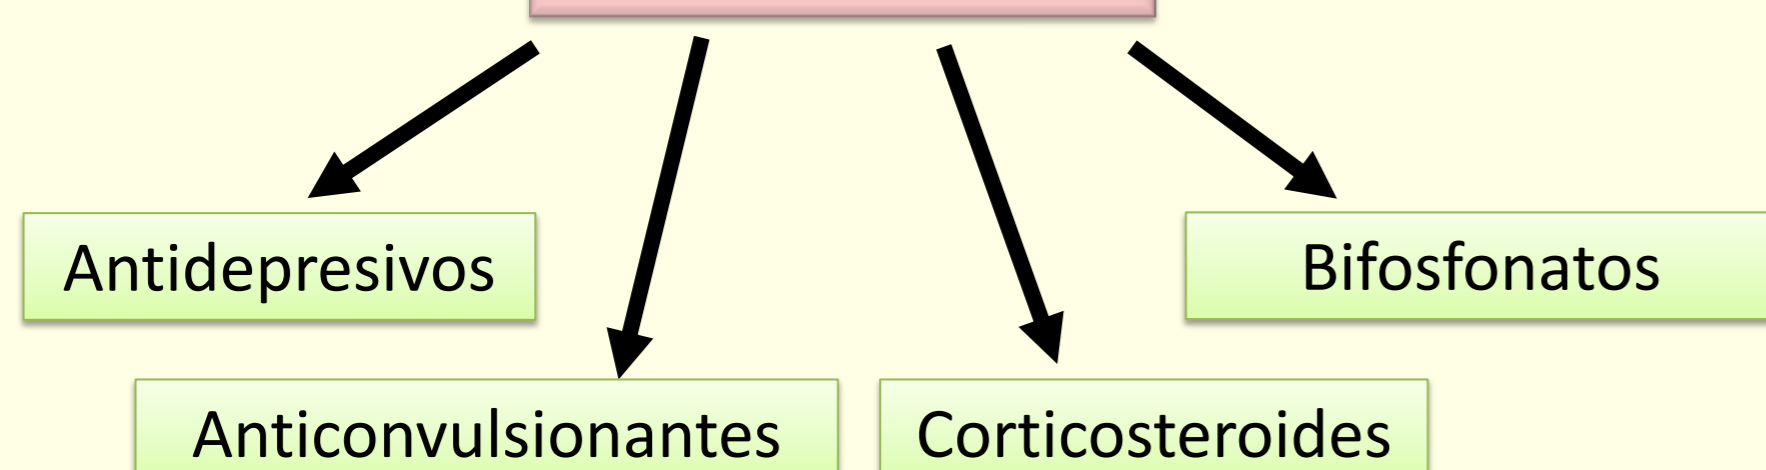 Antidepresivos
Bifosfonatos
Anticonvulsionantes
Corticosteroides